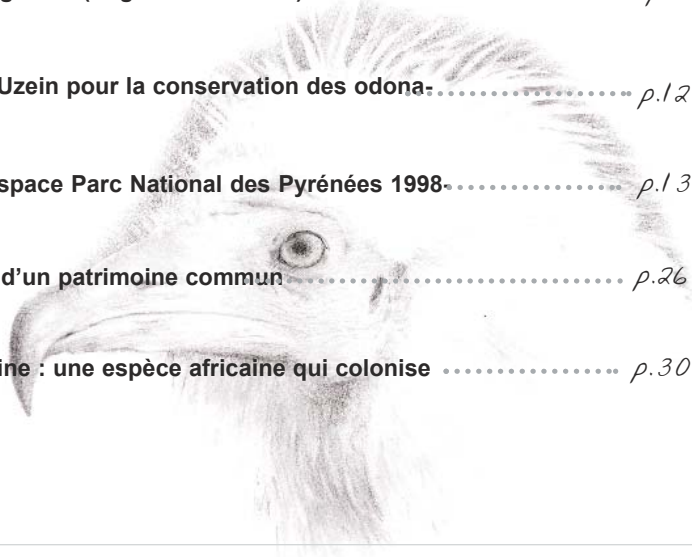 Uzein pour la conservation des odona- p.12
space Parc National des Pyrénées 1998- p.13
d'un patrimoine commun p.26
ine : une espèce africaine qui colonise p.30